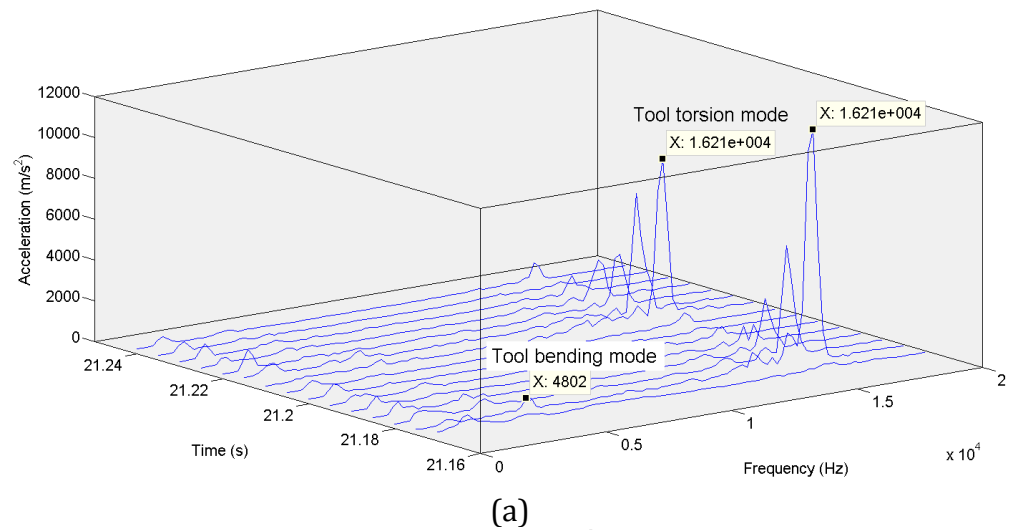 12000
10000
8000
6000
4000
2000
0
Acceleration (m/s²)
Tool torsion mode
X: 1.621e+004
X: 1.621e+004
Tool bending mode
X: 4802
21.24
21.22
21.2
21.18
21.16
Time (s)
0
0.5
1
1.5
2
x 10⁴
Frequency (Hz)
(a)